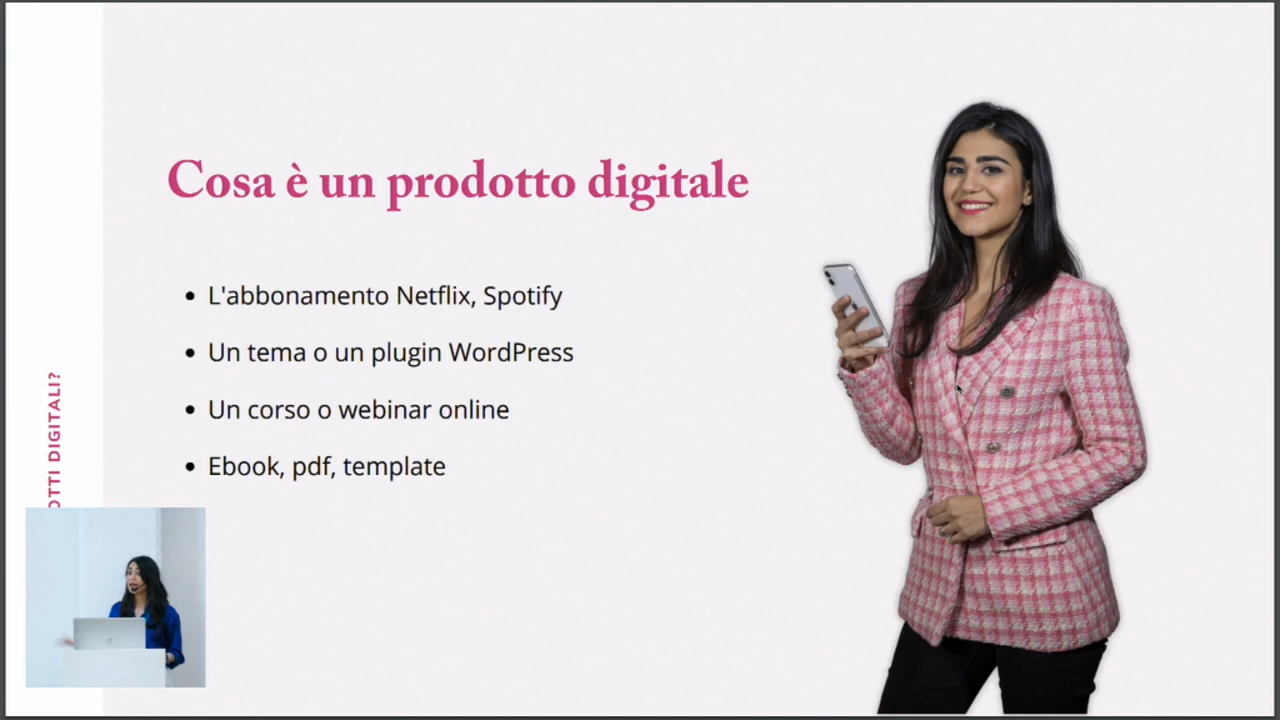 Cosa è un prodotto digitale
L'abbonamento Netflix, Spotify
Un tema o un plugin WordPress
Un corso o webinar online
Ebook, pdf, template
DIGITALI?